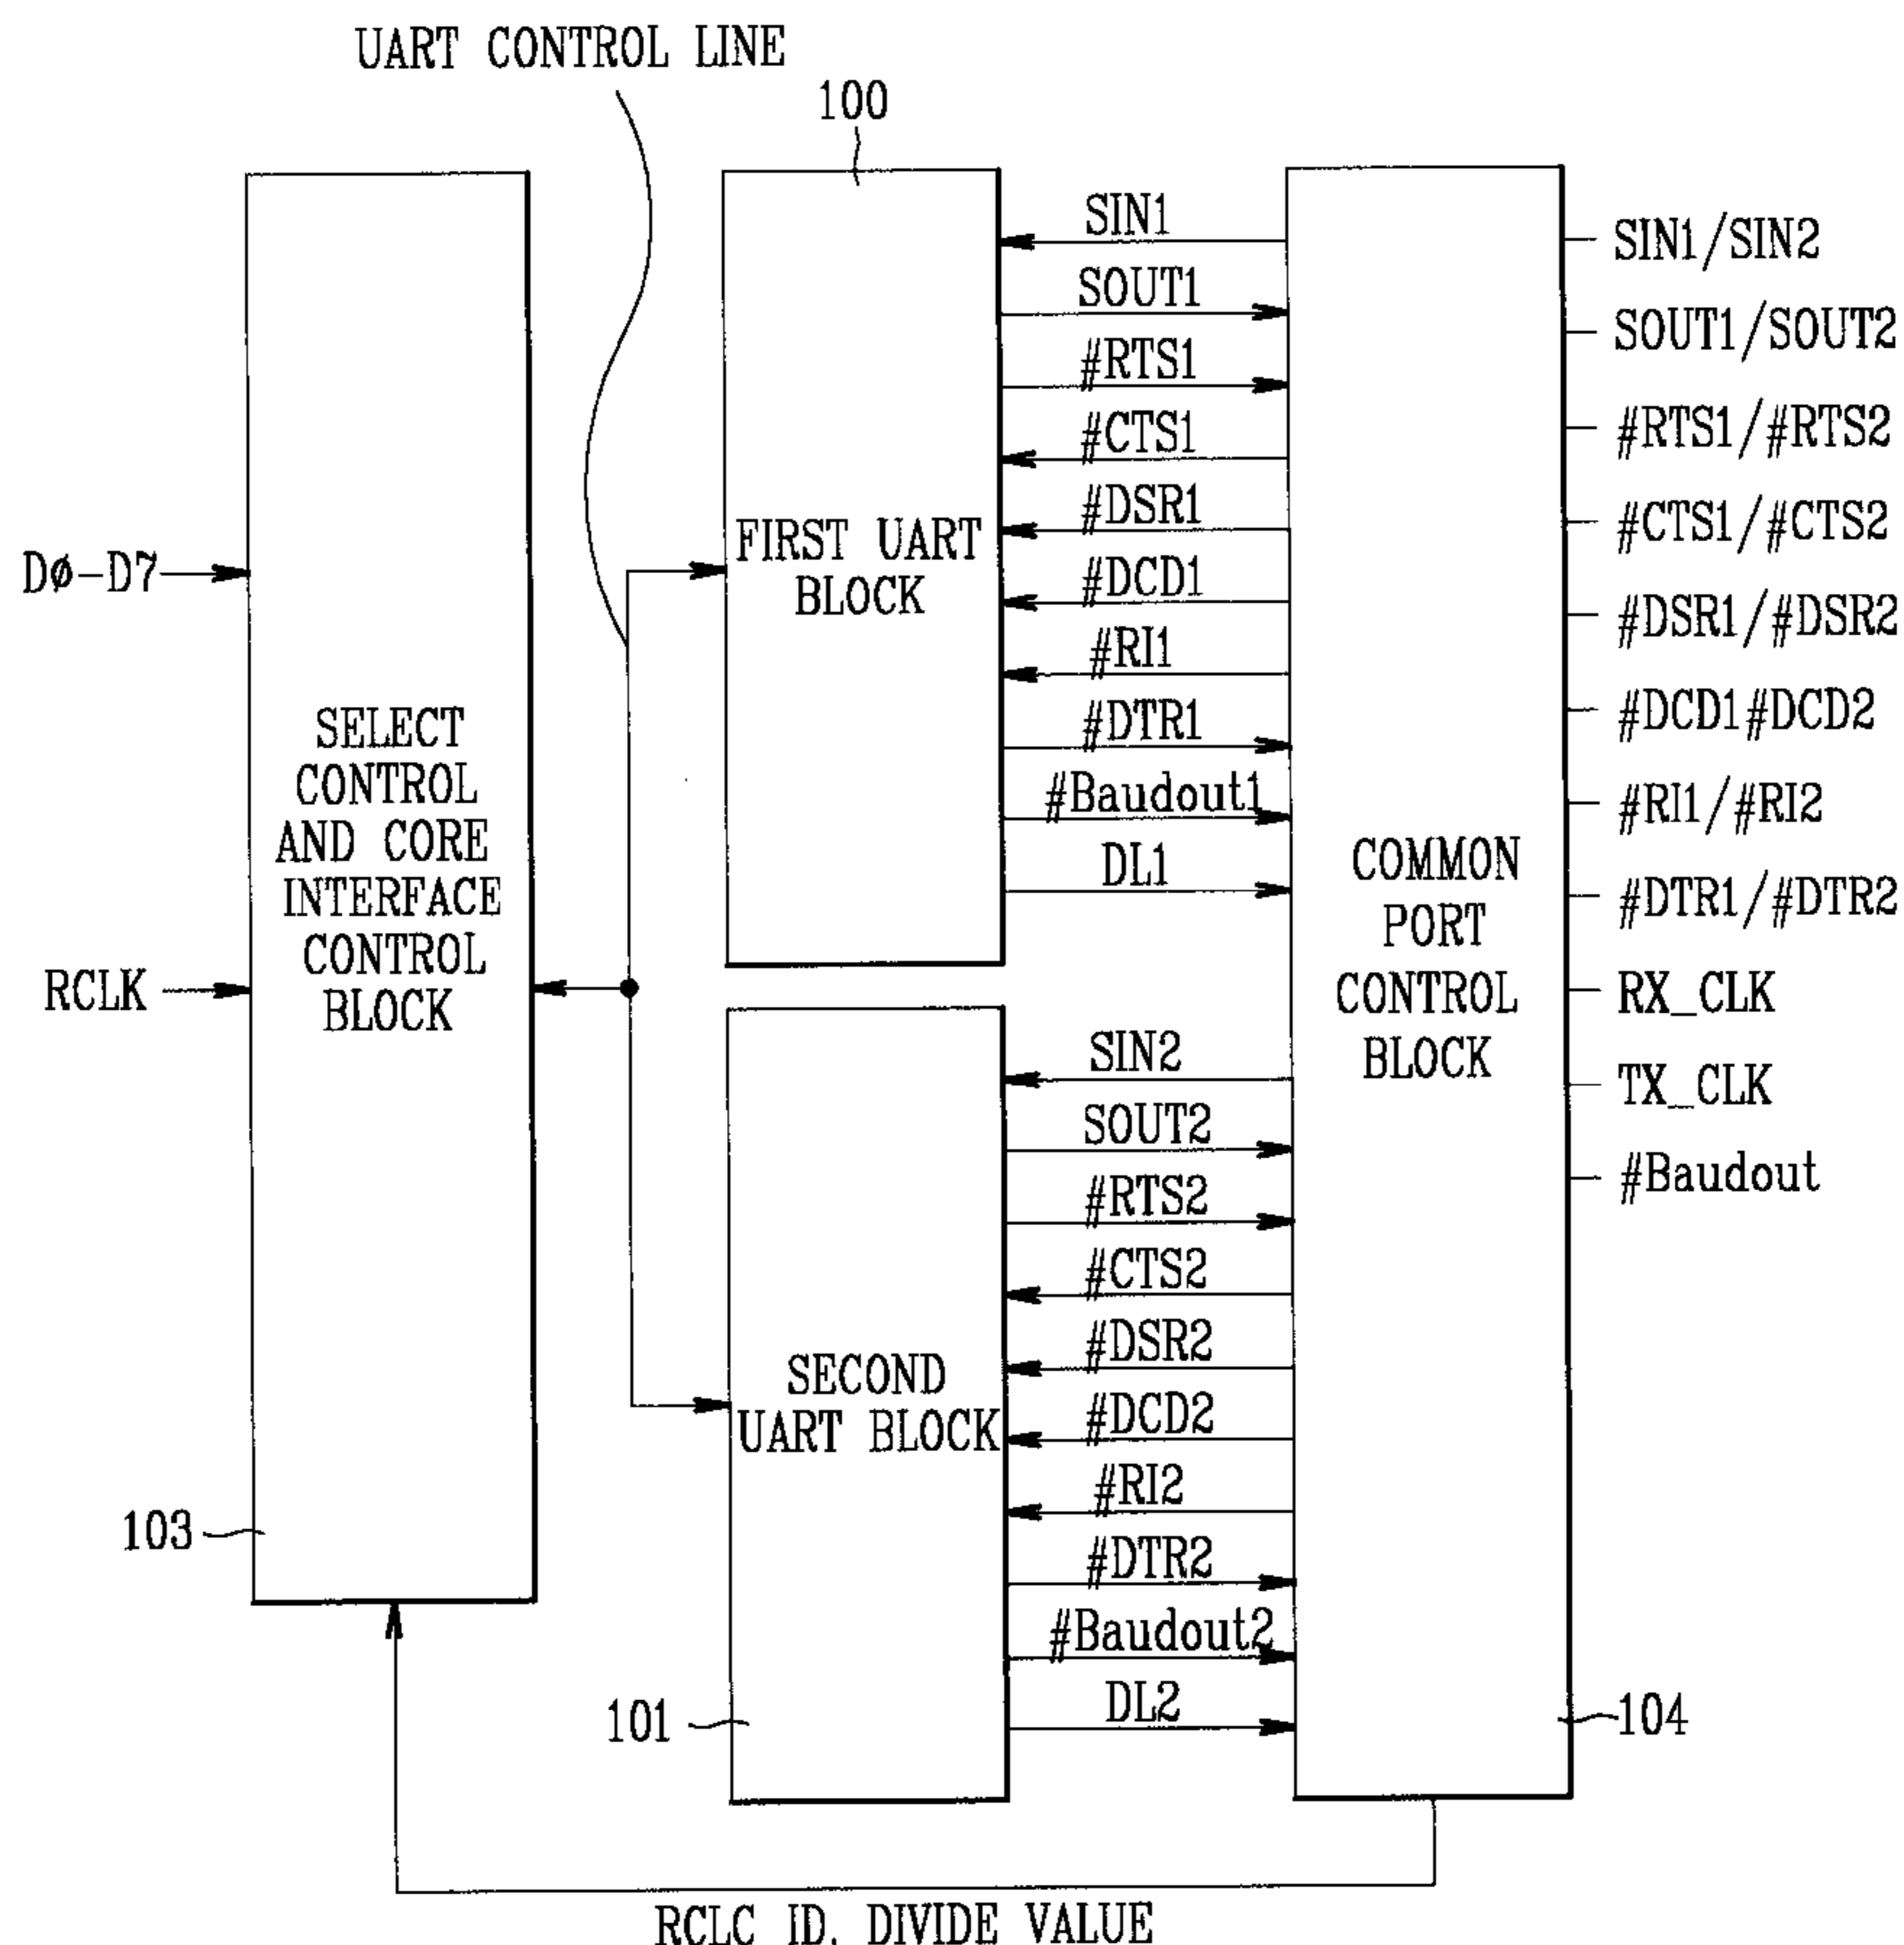 UART CONTROL LINE
100
SIN1
SOUT1
#RTS1
#CTS1
#DSR1
#DCD1
#RI1
#DTR1
#Baudout1
DL1
FIRST UART
BLOCK
D0-D7
RCLK
SELECT
CONTROL
AND CORE
INTERFACE
CONTROL
BLOCK
103
SIN2
SOUT2
#RTS2
#CTS2
#DSR2
#DCD2
#RI2
#DTR2
#Baudout2
DL2
SECOND
UART BLOCK
101
COMMON
PORT
CONTROL
BLOCK
104
SIN1/SIN2
SOUT1/SOUT2
#RTS1/#RTS2
#CTS1/#CTS2
#DSR1/#DSR2
#DCD1#DCD2
#RI1/#RI2
#DTR1/#DTR2
RX_CLK
TX_CLK
#Baudout
RCLC ID. DIVIDE VALUE